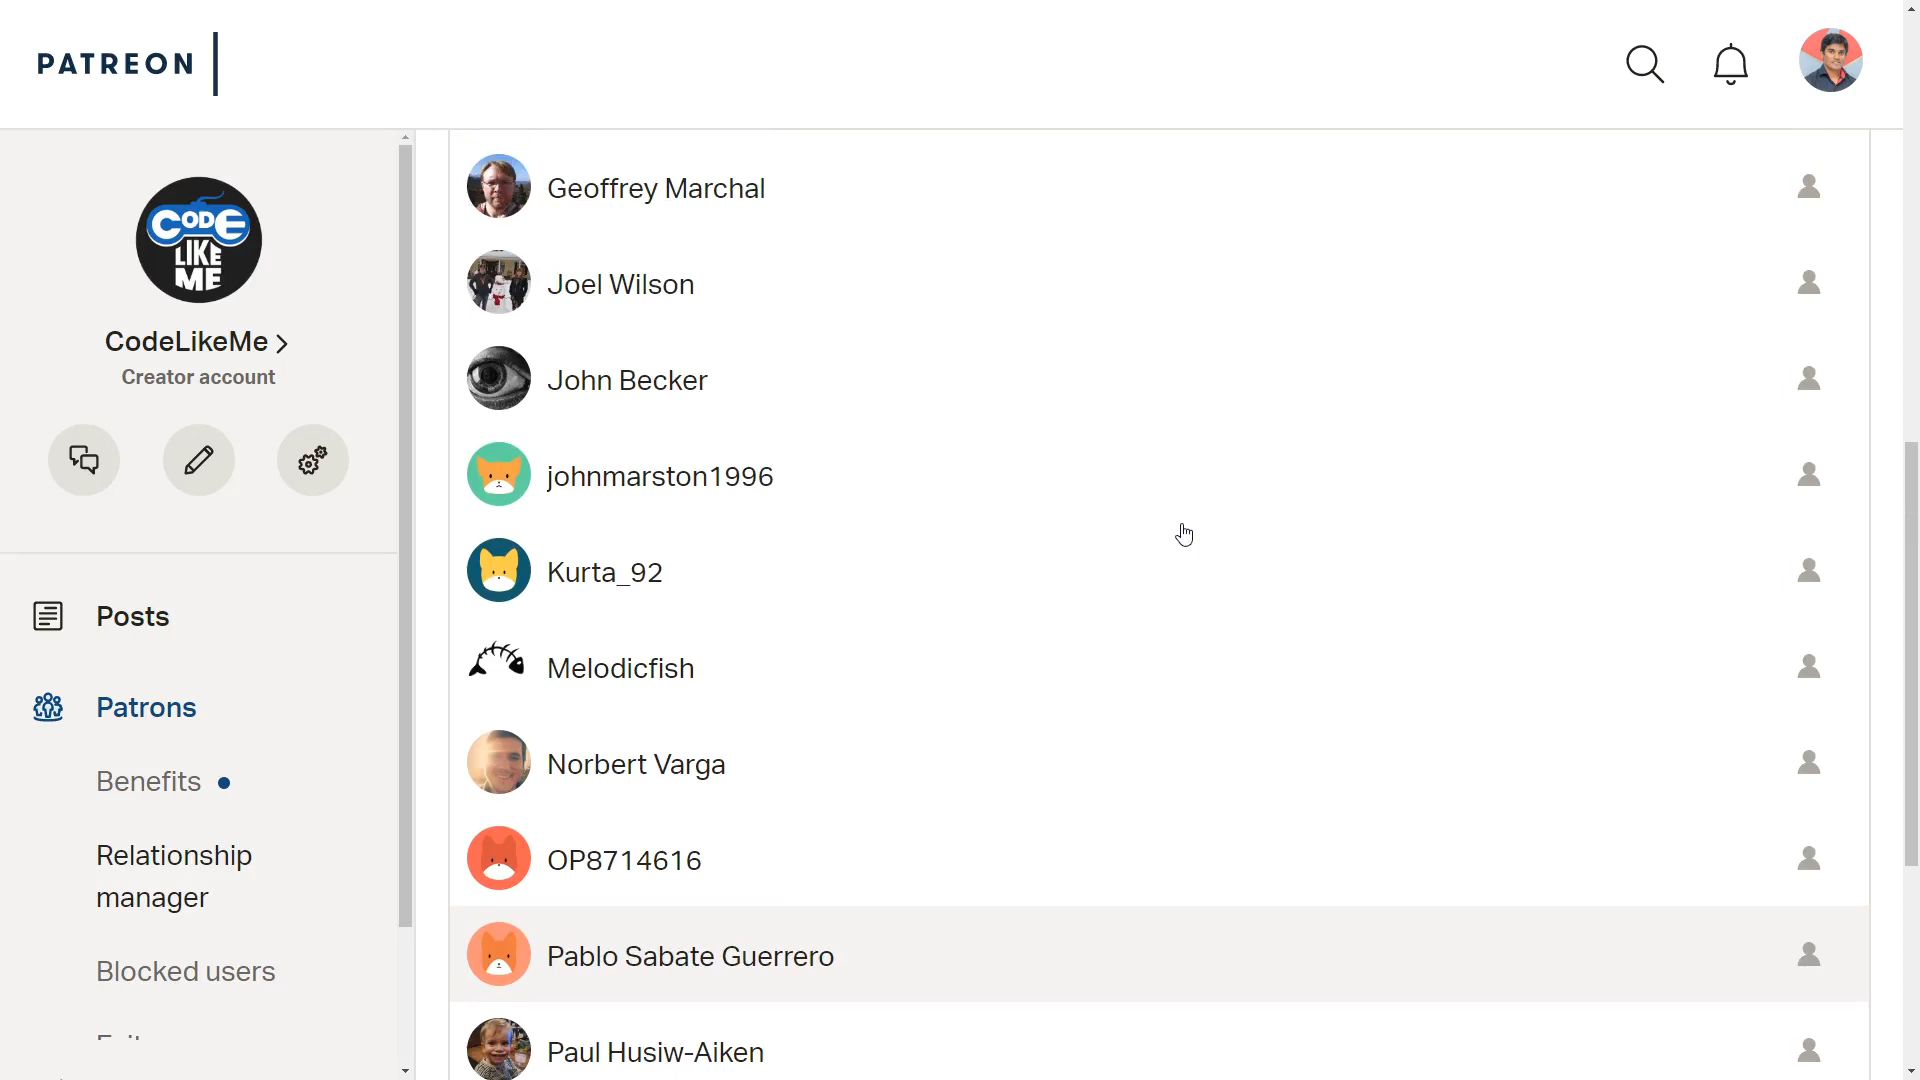 PATREON
CODE
LIKE
ME
CodeLikeMe
Creator account
Posts
Patrons
Benefits
Relationship
manager
Blocked users
Geoffrey Marchal
Joel Wilson
John Becker
johnmarston1996
Kurta_92
Melodicfish
Norbert Varga
OP8714616
Pablo Sabate Guerrero
Paul Husiw-Aiken